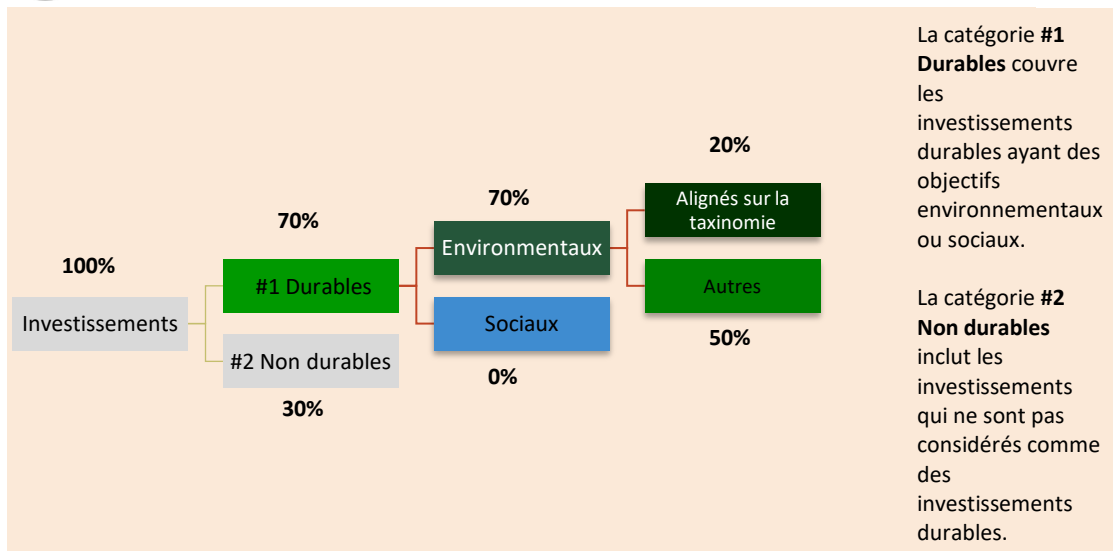 La catégorie #1
Durables couvre
les
investissements
durables ayant des
objectifs
environnementaux
ou sociaux.
La catégorie #2
Non durables
inclut les
investissements
qui ne sont pas
considérés comme
des
investissements
durables.
100%
Investissements
70%
#1 Durables
#2 Non durables
30%
70%
Environmentaux
Sociaux
0%
20%
Alignés sur la
taxinomie
Autres
50%